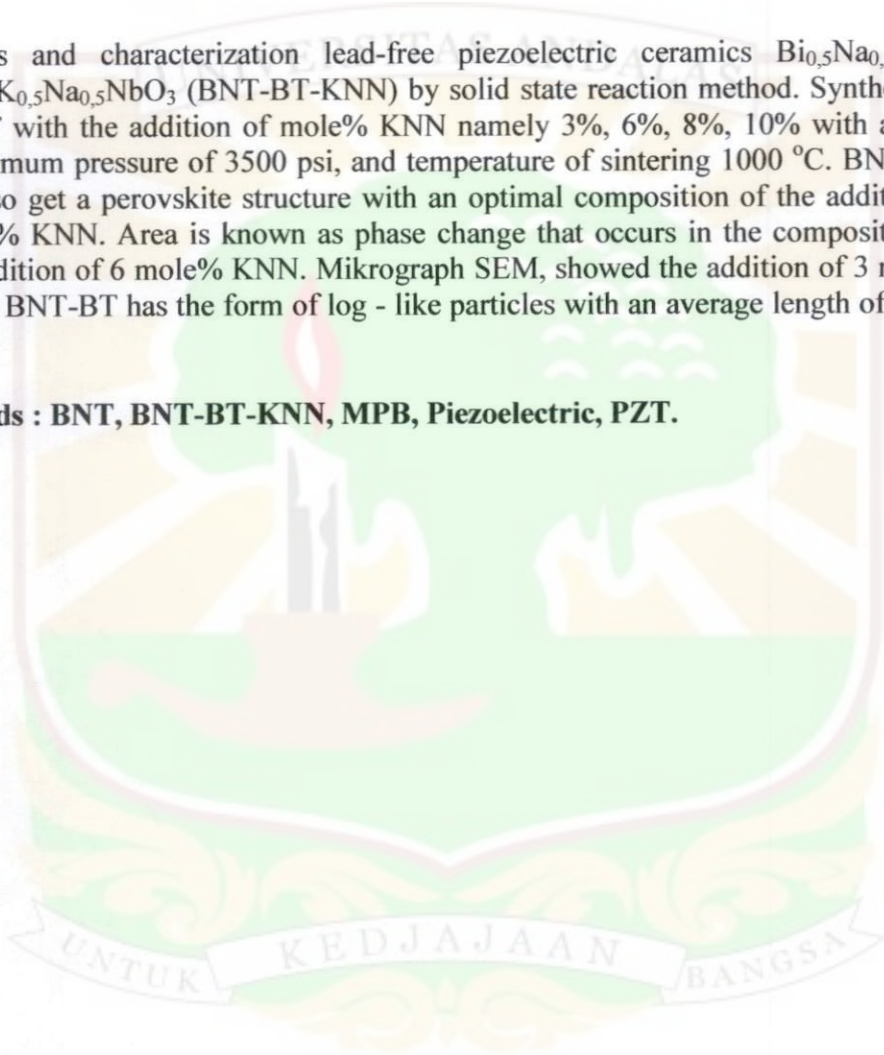 UNIVERSITAS ANDALAS
s and characterization lead-free piezoelectric ceramics Bi₀,₅Na₀,
K₀,₅Na₀,₅NbO₃ (BNT-BT-KNN) by solid state reaction method. Synth
with the addition of mole% KNN namely 3%, 6%, 8%, 10% with a
mum pressure of 3500 psi, and temperature of sintering 1000 °C. BN
o get a perovskite structure with an optimal composition of the addit
% KNN. Area is known as phase change that occurs in the composit
dition of 6 mole% KNN. Mikrograph SEM, showed the addition of 3 m
BNT-BT has the form of log - like particles with an average length of
ds : BNT, BNT-BT-KNN, MPB, Piezoelectric, PZT.
UNTUK KEDJAJAAN BANGSA